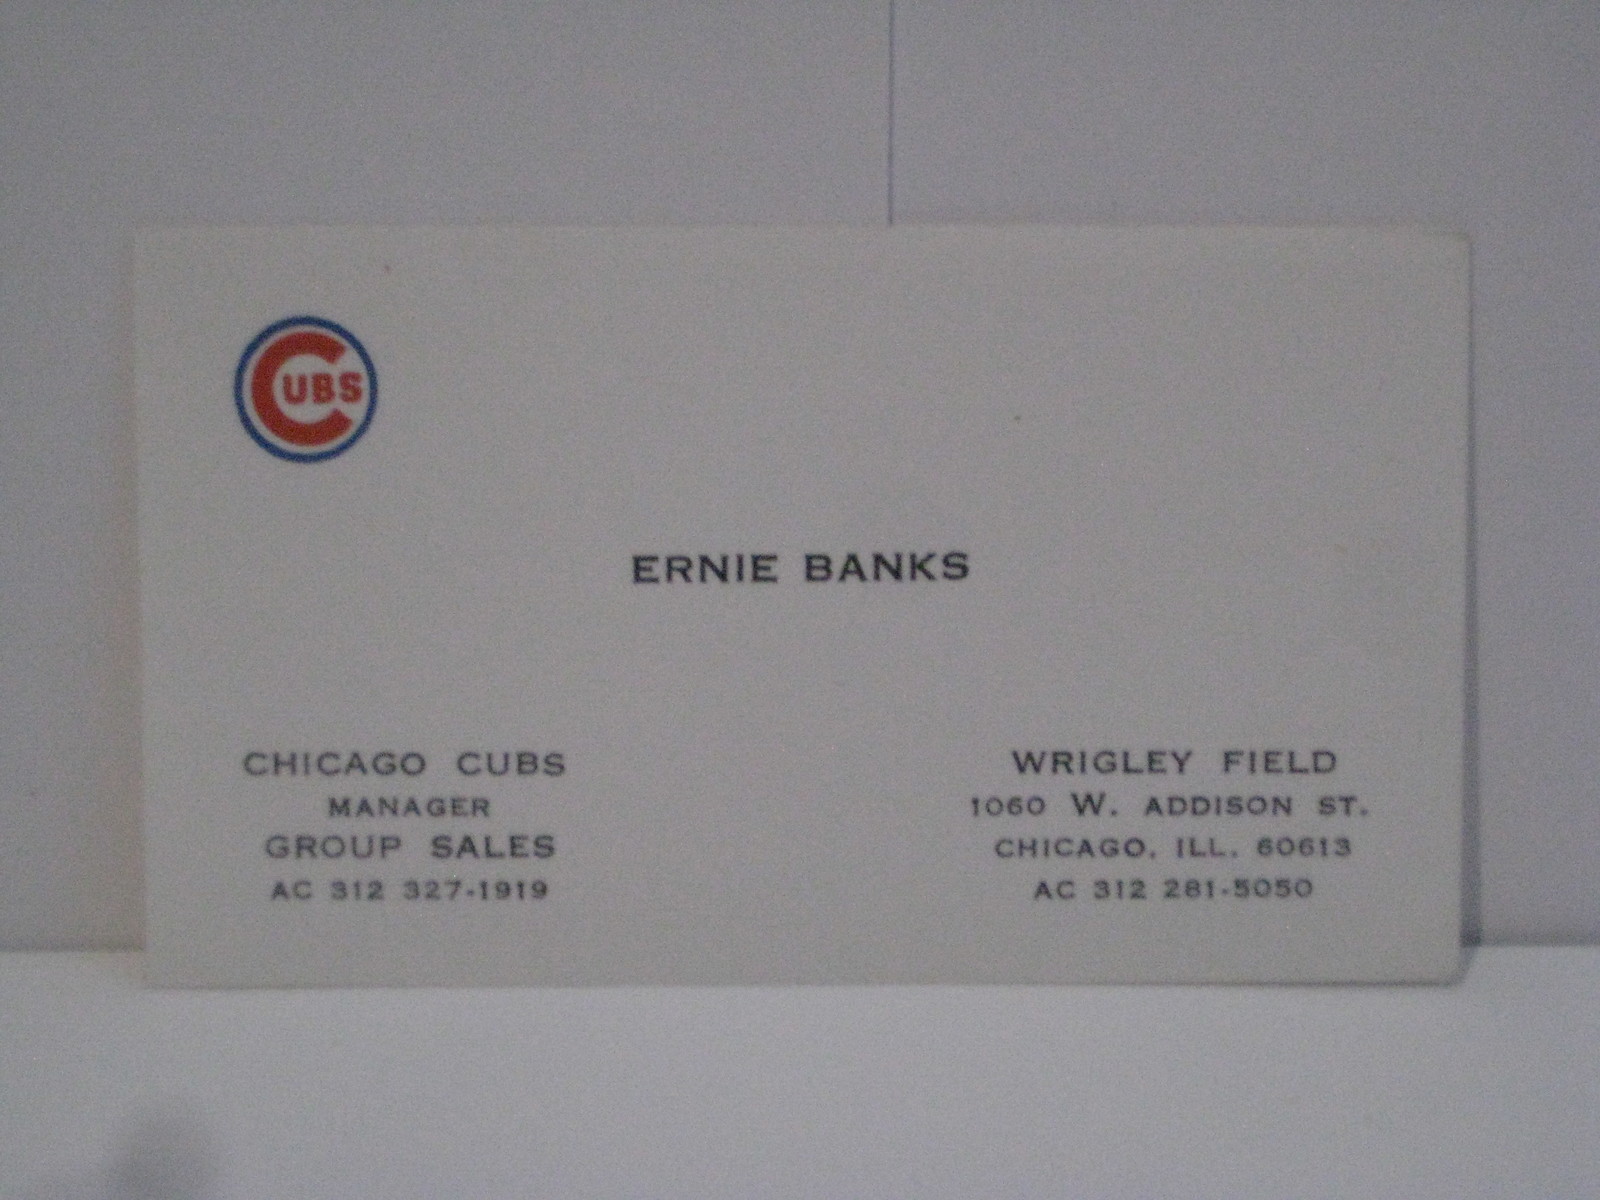 CUBS
ERNIE BANKS
CHICAGO CUBS
MANAGER
GROUP SALES
AC 312 327-1919
WRIGLEY FIELD
1060 W. ADDISON ST.
CHICAGO, ILL. 60613
AC 312 281-5050